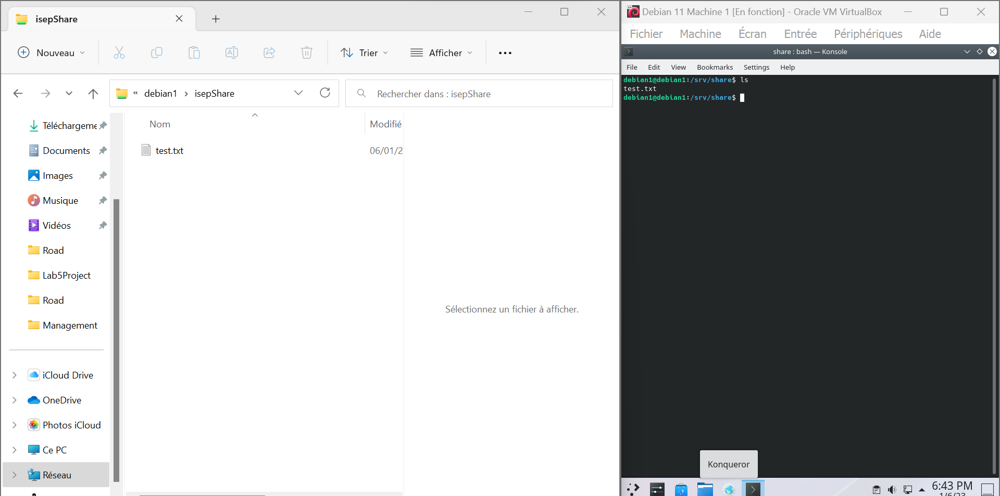 isepShare
Nouveau
Trier
Afficher
« debian1 > isepShare
Rechercher dans : isepShare
Téléchargeme
Documents
Images
Musique
Vidéos
Road
Lab5Project
Road
Management
iCloud Drive
OneDrive
Photos iCloud
Ce PC
Réseau
Nom
Modifié
test.txt
06/01/2
Sélectionnez un fichier à afficher.
Debian 11 Machine 1 [En fonction] - Oracle VM VirtualBox
Fichier Machine Écran Entrée Périphériques Aide
share : bash — Konsole
File Edit View Bookmarks Settings Help
debian1@debian1:/srv/share$ ls
test.txt
debian1@debian1:/srv/share$
Konqueror
6:43 PM
1/6/23